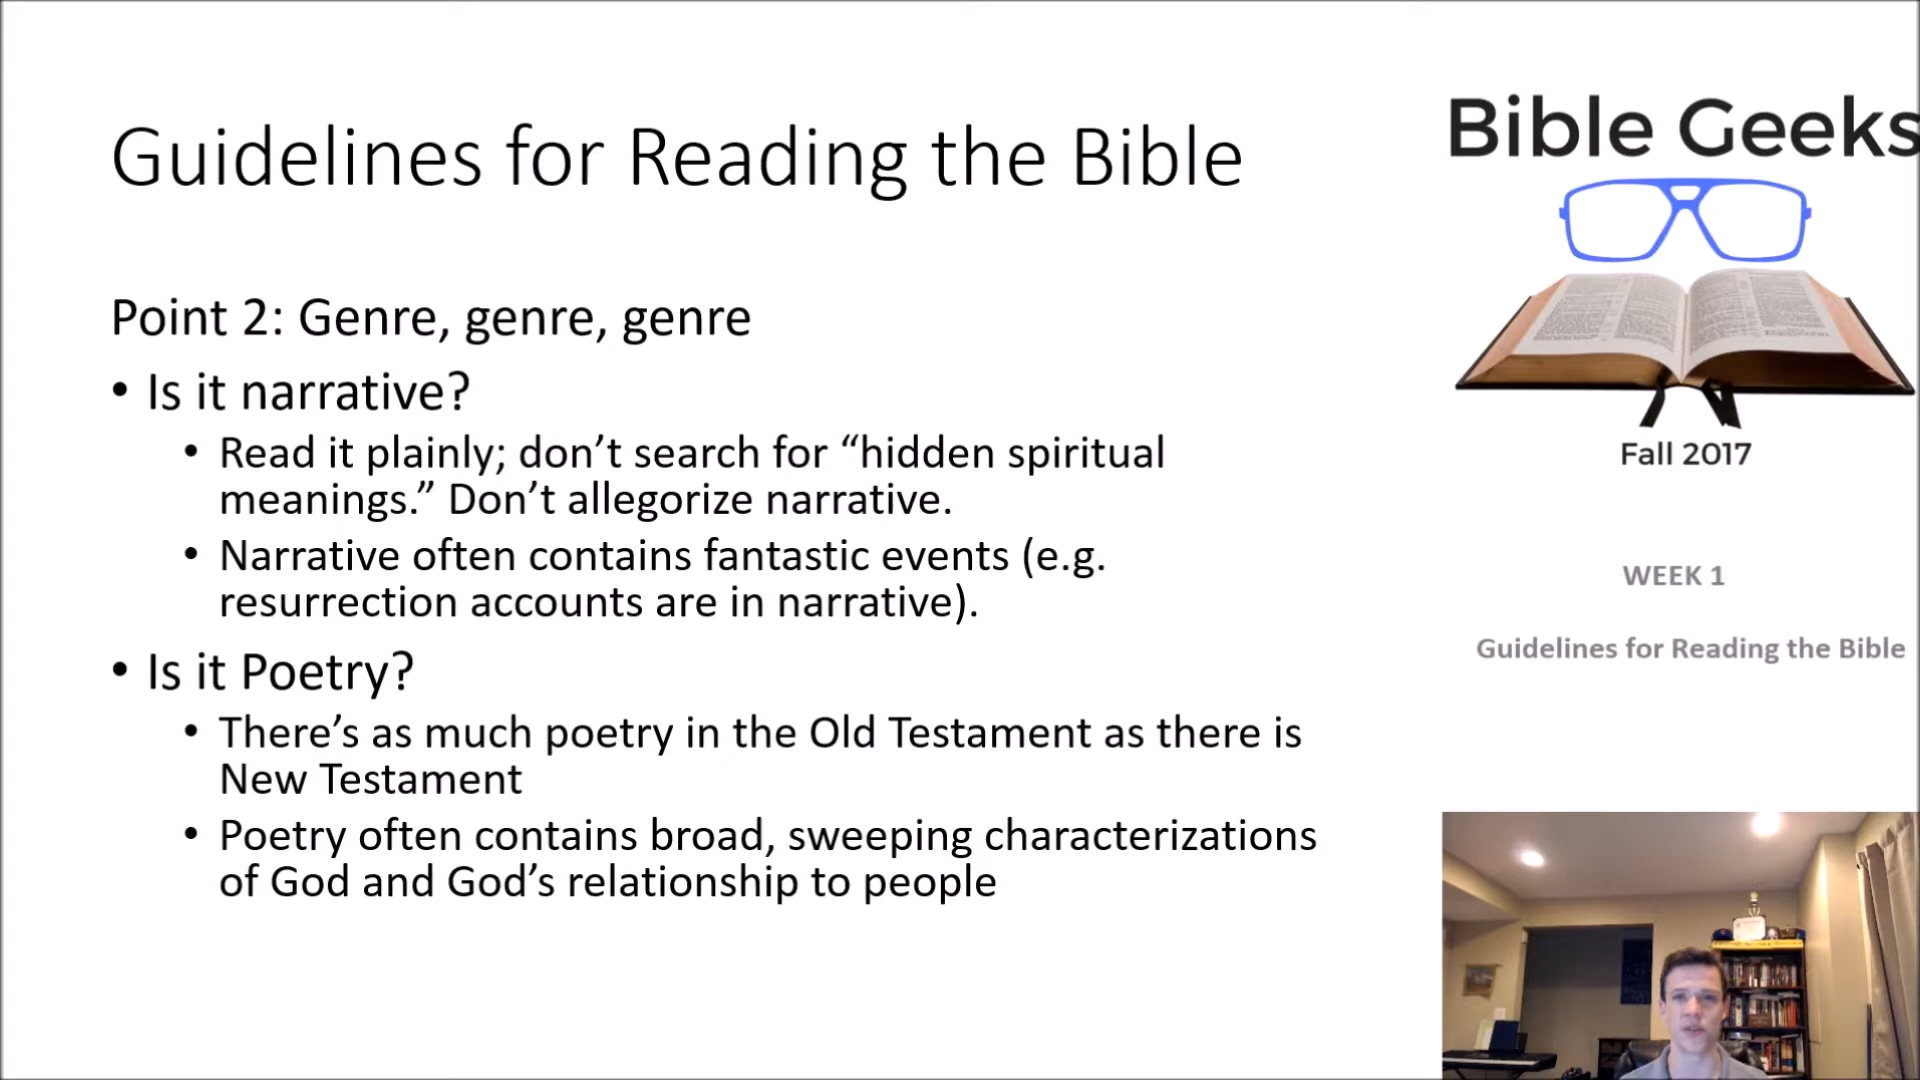 Guidelines for Reading the Bible
Point 2: Genre, genre, genre
• Is it narrative?
• Read it plainly; don’t search for “hidden spiritual
meanings.” Don’t allegorize narrative.
• Narrative often contains fantastic events (e.g.
resurrection accounts are in narrative).
• Is it Poetry?
• There’s as much poetry in the Old Testament as there is
New Testament
• Poetry often contains broad, sweeping characterizations
of God and God’s relationship to people
Bible Geeks
Fall 2017
WEEK 1
Guidelines for Reading the Bible